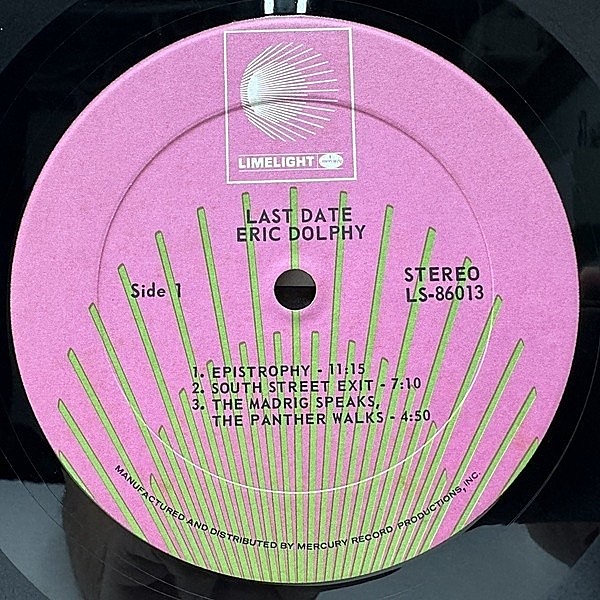 LIMELIGHT
LAST DATE
ERIC DOLPHY
Side 1
STEREO
LS-86013
1. EPISTROPHY - 11:15
2. SOUTH STREET EXIT - 7:10
3. THE MADRIG SPEAKS,
THE PANTHER WALKS - 4:50
MANUFACTURED AND DISTRIBUTED BY MERCURY RECORD PRODUCTIONS, INC.